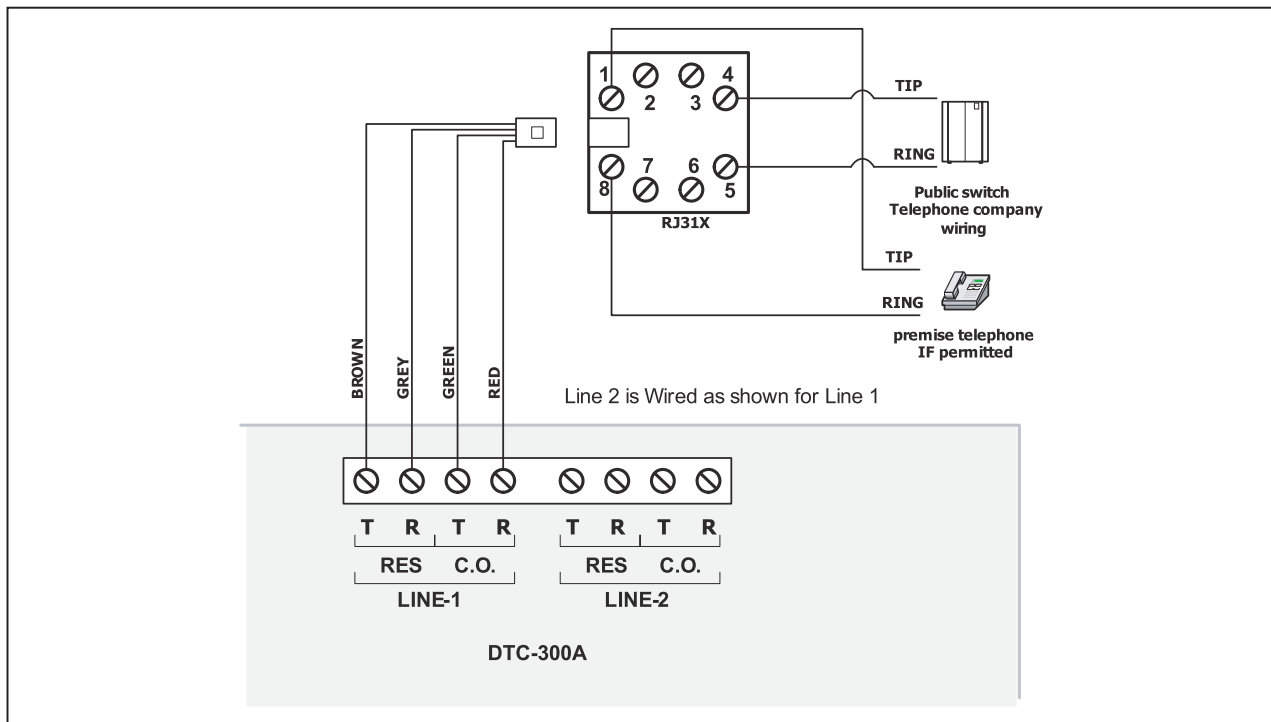 1
4
2
3
TIP
RING
7
6
8
5
RJ31X
Public switch
Telephone company
wiring
TIP
RING
premise telephone
IF permitted
BROWN
GREY
GREEN
RED
Line 2 is Wired as shown for Line 1
T R T R T R T R
RES C.O. RES C.O.
LINE-1 LINE-2
DTC-300A